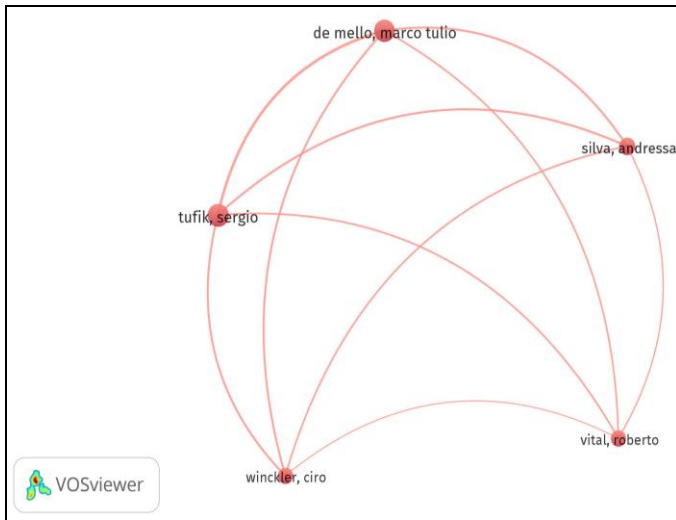 de mello, marco tulio
silva, andressa
tufik, sergio
vital, roberto
winckler, ciro
VOSviewer